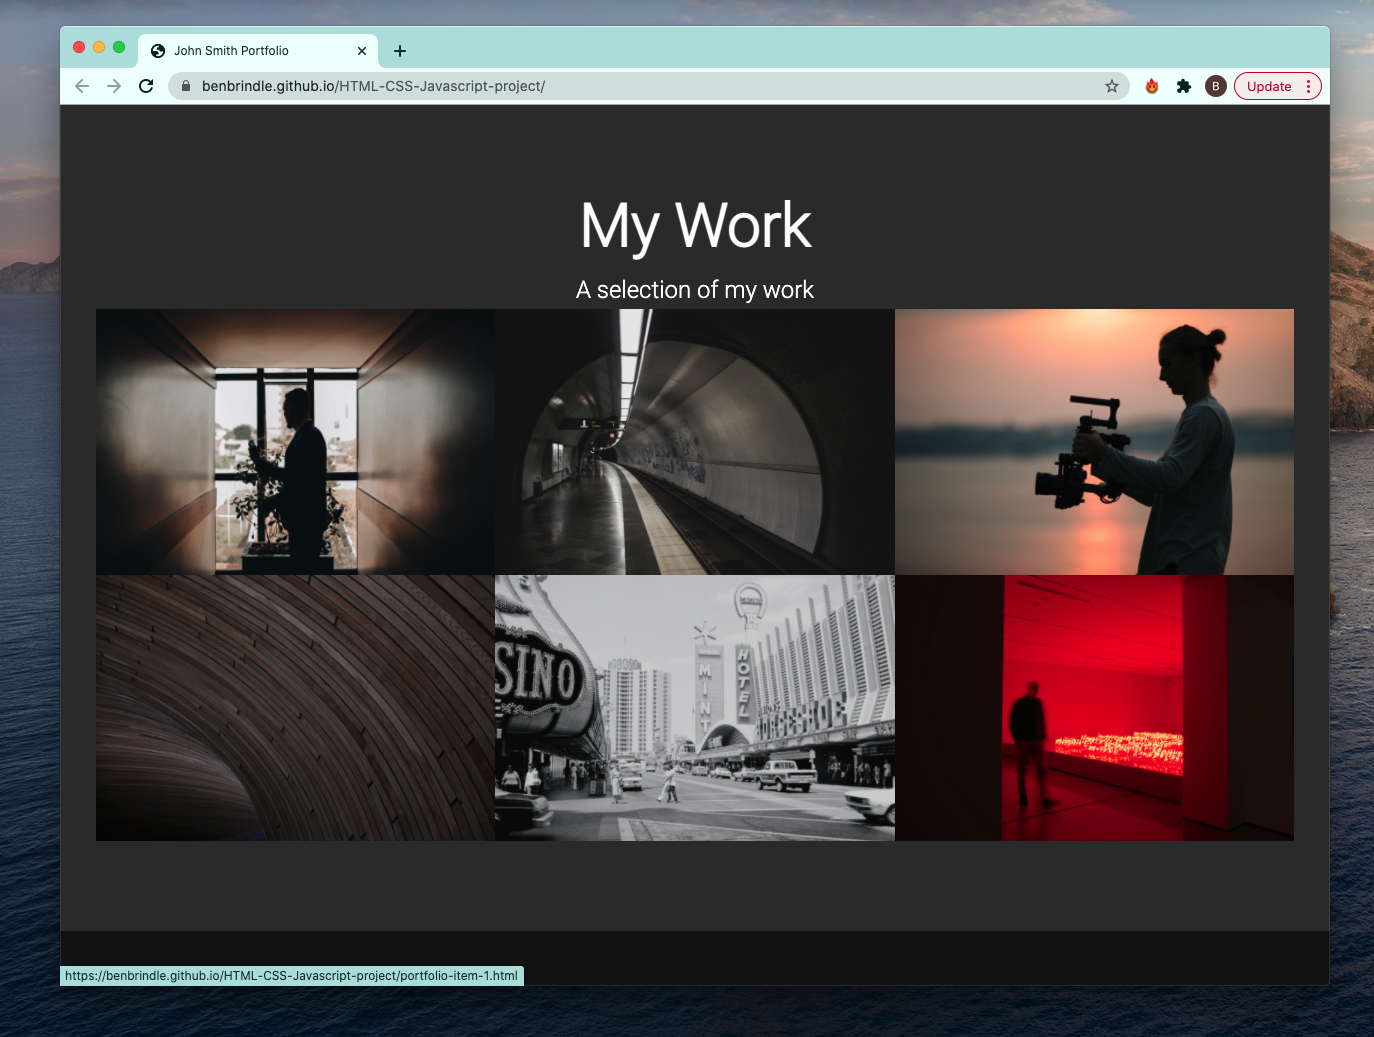 John Smith Portfolio
benbrindle.github.io/HTML-CSS-Javascript-project/
B
Update
My Work
A selection of my work
SINO
MINT
HOTEL
HORSESHOE
https://benbrindle.github.io/HTML-CSS-Javascript-project/portfolio-item-1.html